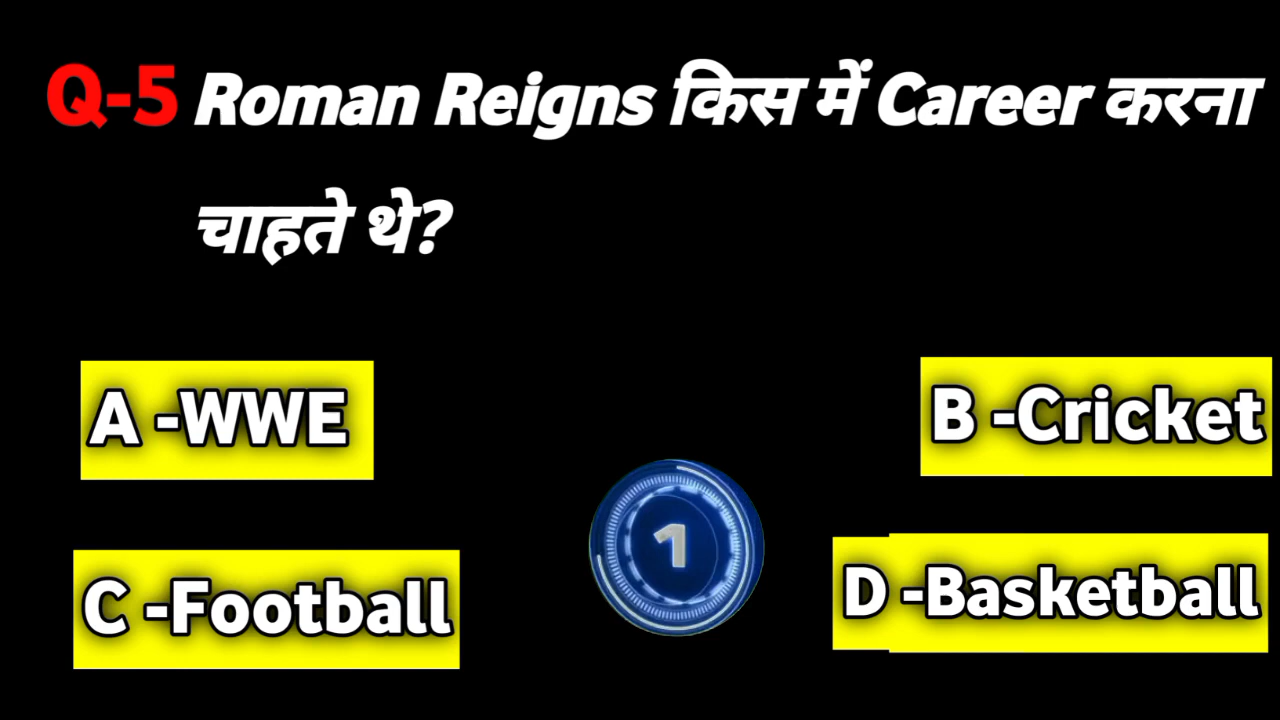 Q-5 Roman Reigns किस में Career करना
चाहते थे?
A -WWE
B -Cricket
C -Football
1
D -Basketball